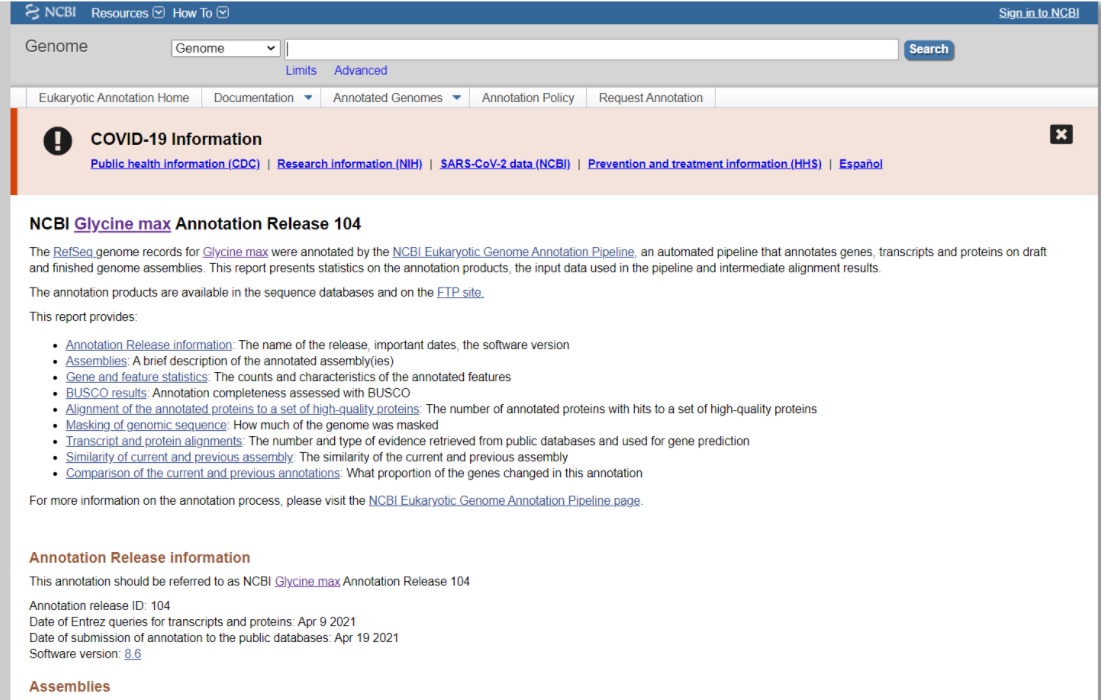 NCBI Resources How To Sign in to NCBI
Genome Genome Search
Limits Advanced
Eukaryotic Annotation Home Documentation Annotated Genomes Annotation Policy Request Annotation
COVID-19 Information
Public health information (CDC) | Research information (NIH) | SARS-CoV-2 data (NCBI) | Prevention and treatment information (HHS) | Español
NCBI Glycine max Annotation Release 104
The RefSeq genome records for Glycine max were annotated by the NCBI Eukaryotic Genome Annotation Pipeline, an automated pipeline that annotates genes, transcripts and proteins on draft
and finished genome assemblies. This report presents statistics on the annotation products, the input data used in the pipeline and intermediate alignment results.
The annotation products are available in the sequence databases and on the FTP site.
This report provides:
• Annotation Release information: The name of the release, important dates, the software version
• Assemblies: A brief description of the annotated assembly(ies)
• Gene and feature statistics: The counts and characteristics of the annotated features
• BUSCO results: Annotation completeness assessed with BUSCO
• Alignment of the annotated proteins to a set of high-quality proteins: The number of annotated proteins with hits to a set of high-quality proteins
• Masking of genomic sequence: How much of the genome was masked
• Transcript and protein alignments: The number and type of evidence retrieved from public databases and used for gene prediction
• Similarity of current and previous assembly: The similarity of the current and previous assembly
• Comparison of the current and previous annotations: What proportion of the genes changed in this annotation
For more information on the annotation process, please visit the NCBI Eukaryotic Genome Annotation Pipeline page.
Annotation Release information
This annotation should be referred to as NCBI Glycine max Annotation Release 104
Annotation release ID: 104
Date of Entrez queries for transcripts and proteins: Apr 9 2021
Date of submission of annotation to the public databases: Apr 19 2021
Software version: 8.6
Assemblies